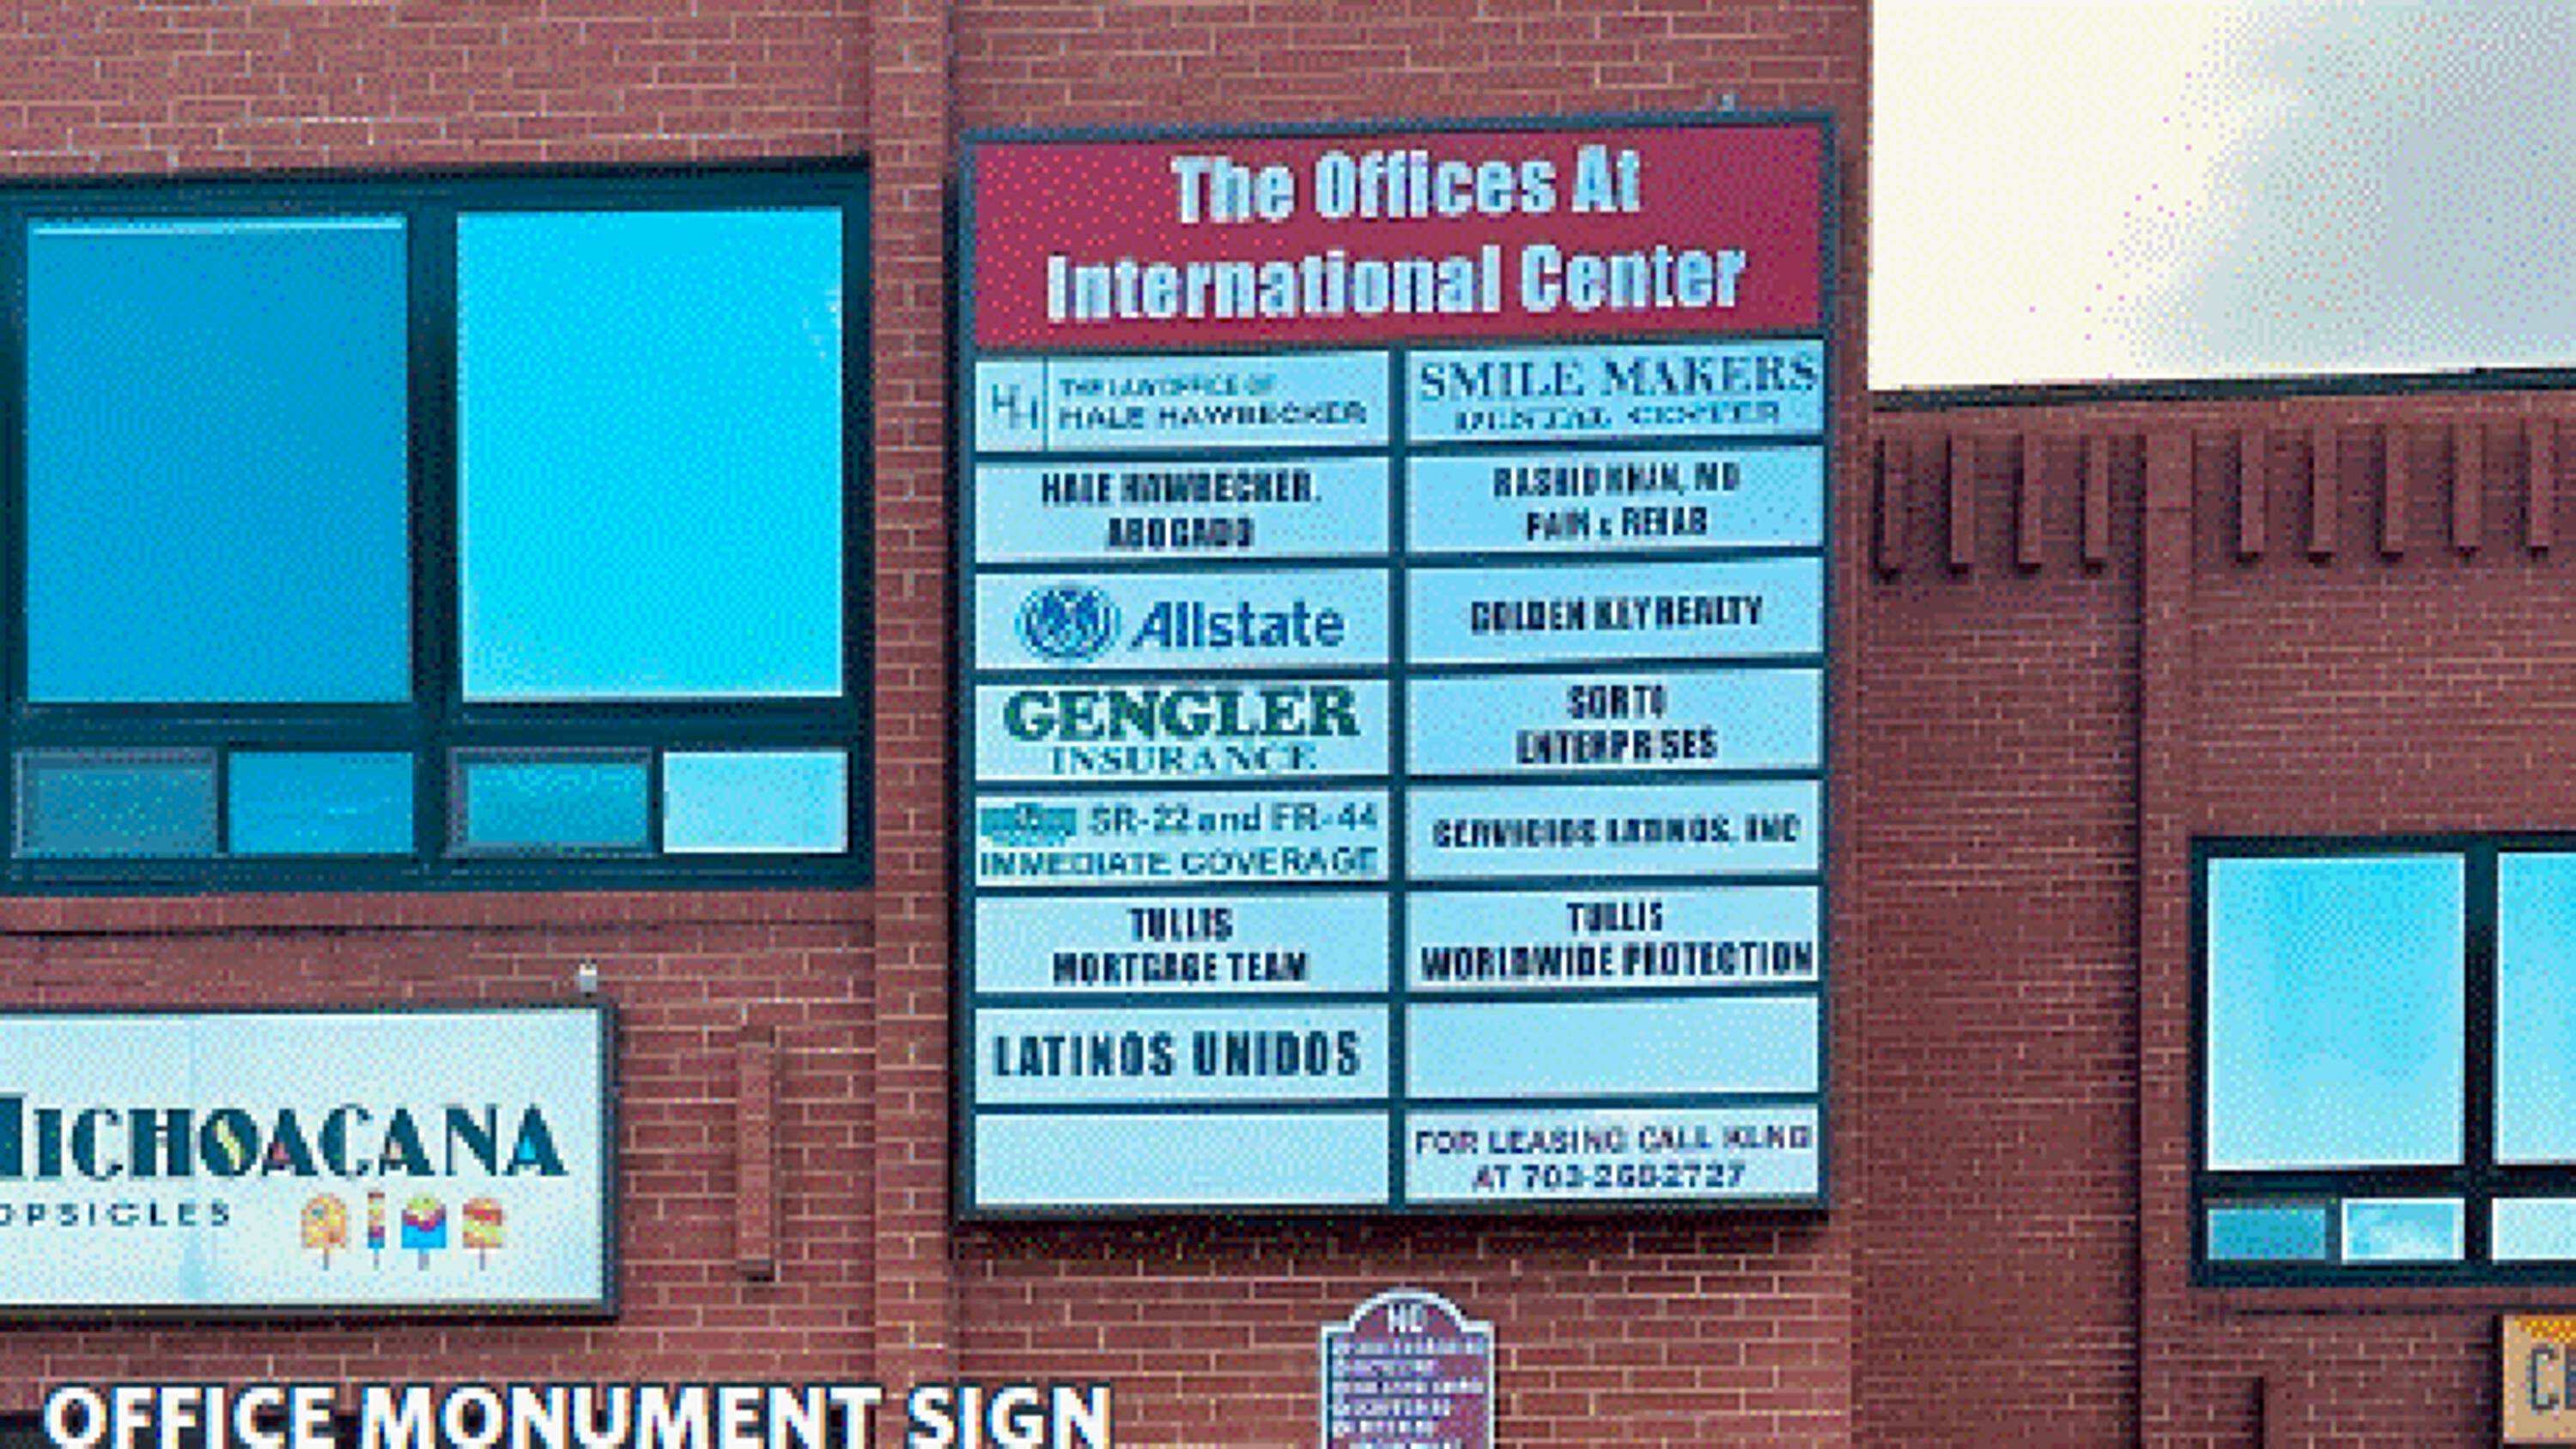 The Offices At
International Center
THE LAW OFFICE OF
HALE HAWBECKER
SMILE MAKERS
DENTAL CENTER
HALE HAWBECKER,
ABOGADO
RASHID KHAN, MD
PAIN & REHAB
Allstate
GOLDEN KEY REALTY
GENGLER
INSURANCE
SORTO
ENTERPRISES
SR-22 and FR-44
IMMEDIATE COVERAGE
SERVICIOS LATINOS, INC
TULLIS
MORTGAGE TEAM
TULLIS
WORLDWIDE PROTECTION
LATINOS UNIDOS
FOR LEASING CALL KLNB
AT 703-268-2727
MICHOACANA
OPSICLES
OFFICE MONUMENT SIGN